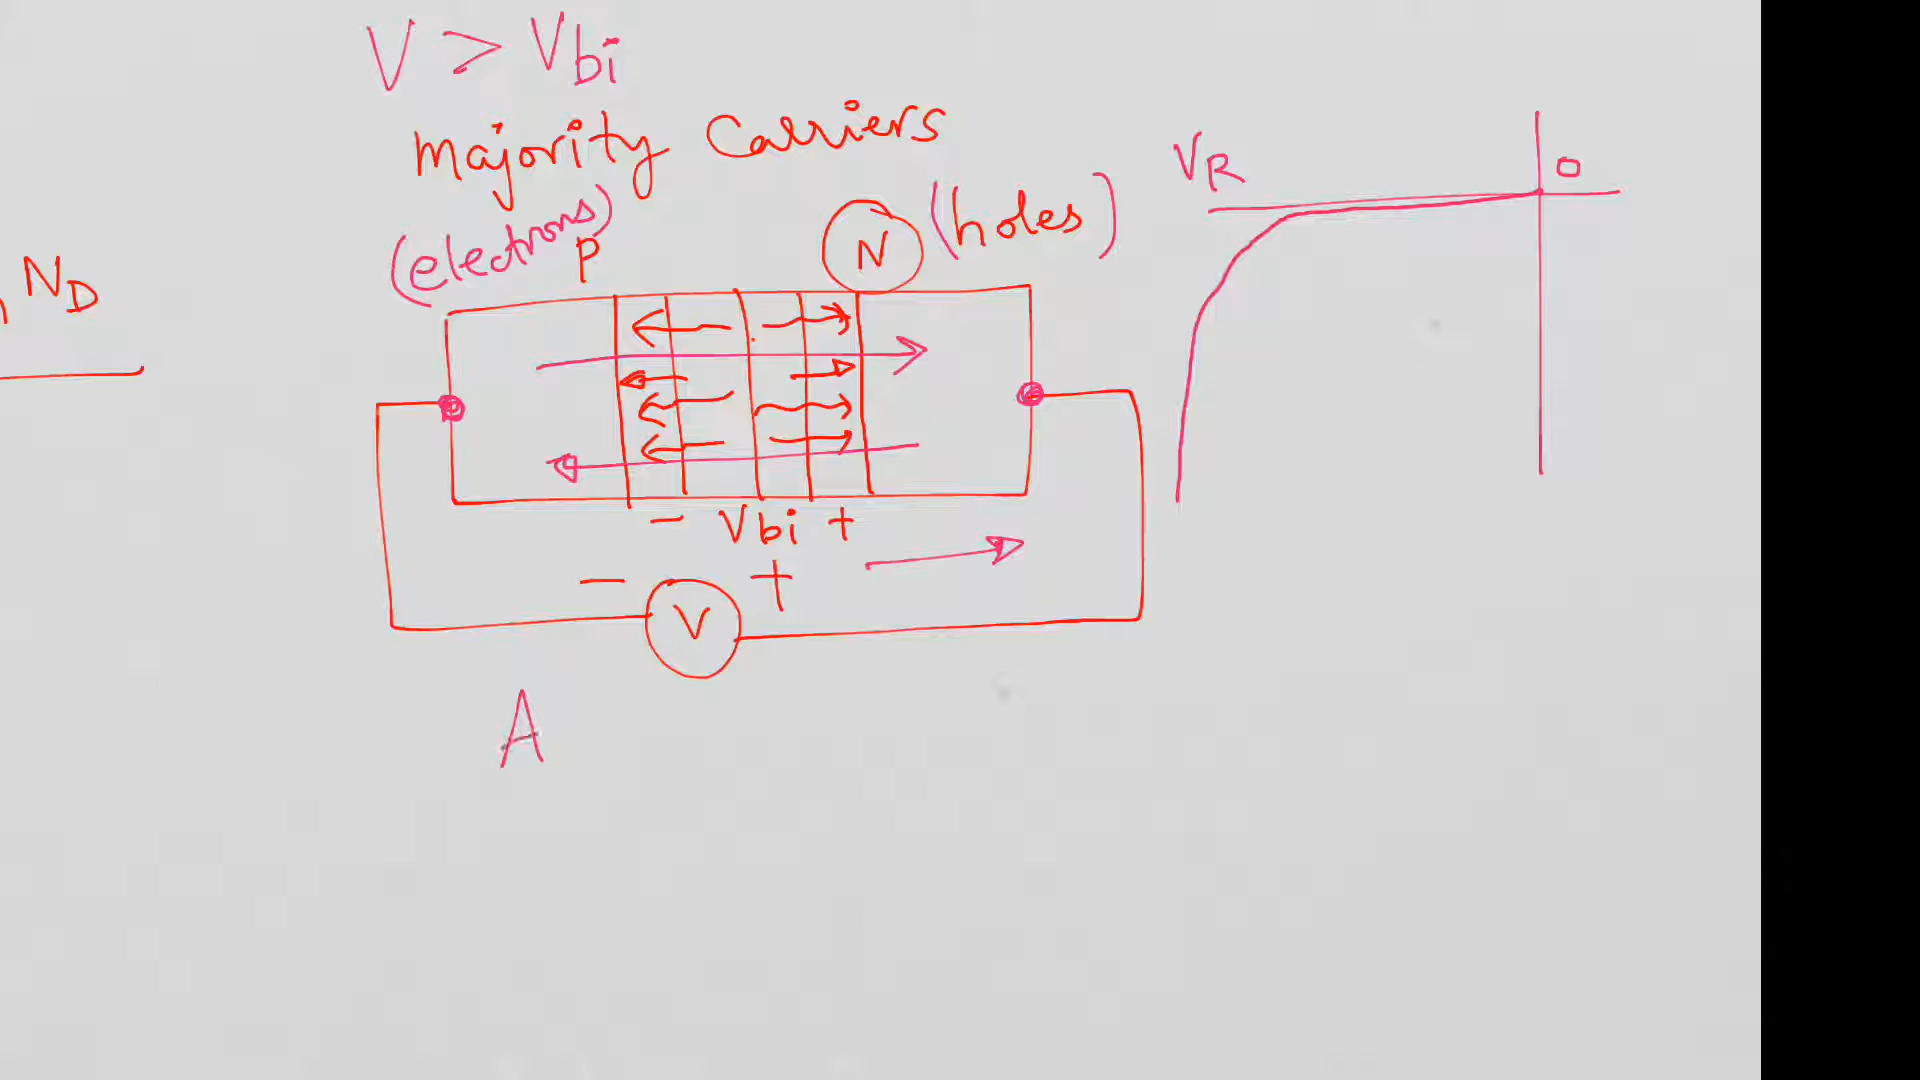 V > Vbi
Majority Carriers
(electrons)
P
N
(holes)
VR
0
ND
- Vbi +
- +
V
A